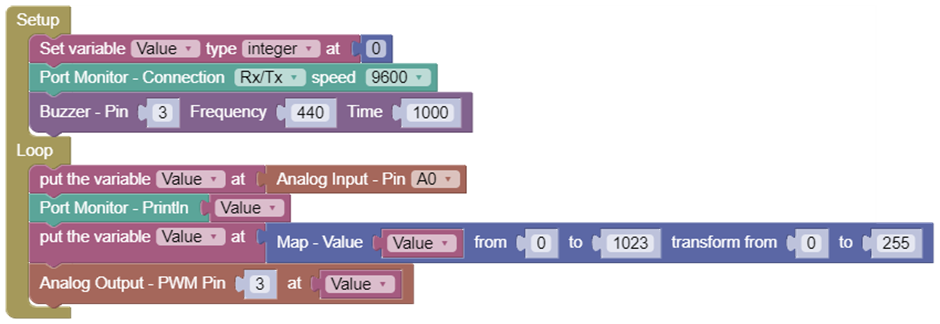 Setup
Set variable Value type integer at 0
Port Monitor - Connection Rx/Tx speed 9600
Buzzer - Pin 3 Frequency 440 Time 1000
Loop
put the variable Value at Analog Input - Pin A0
Port Monitor - Println Value
put the variable Value at Map - Value Value from 0 to 1023 transform from 0 to 255
Analog Output - PWM Pin 3 at Value